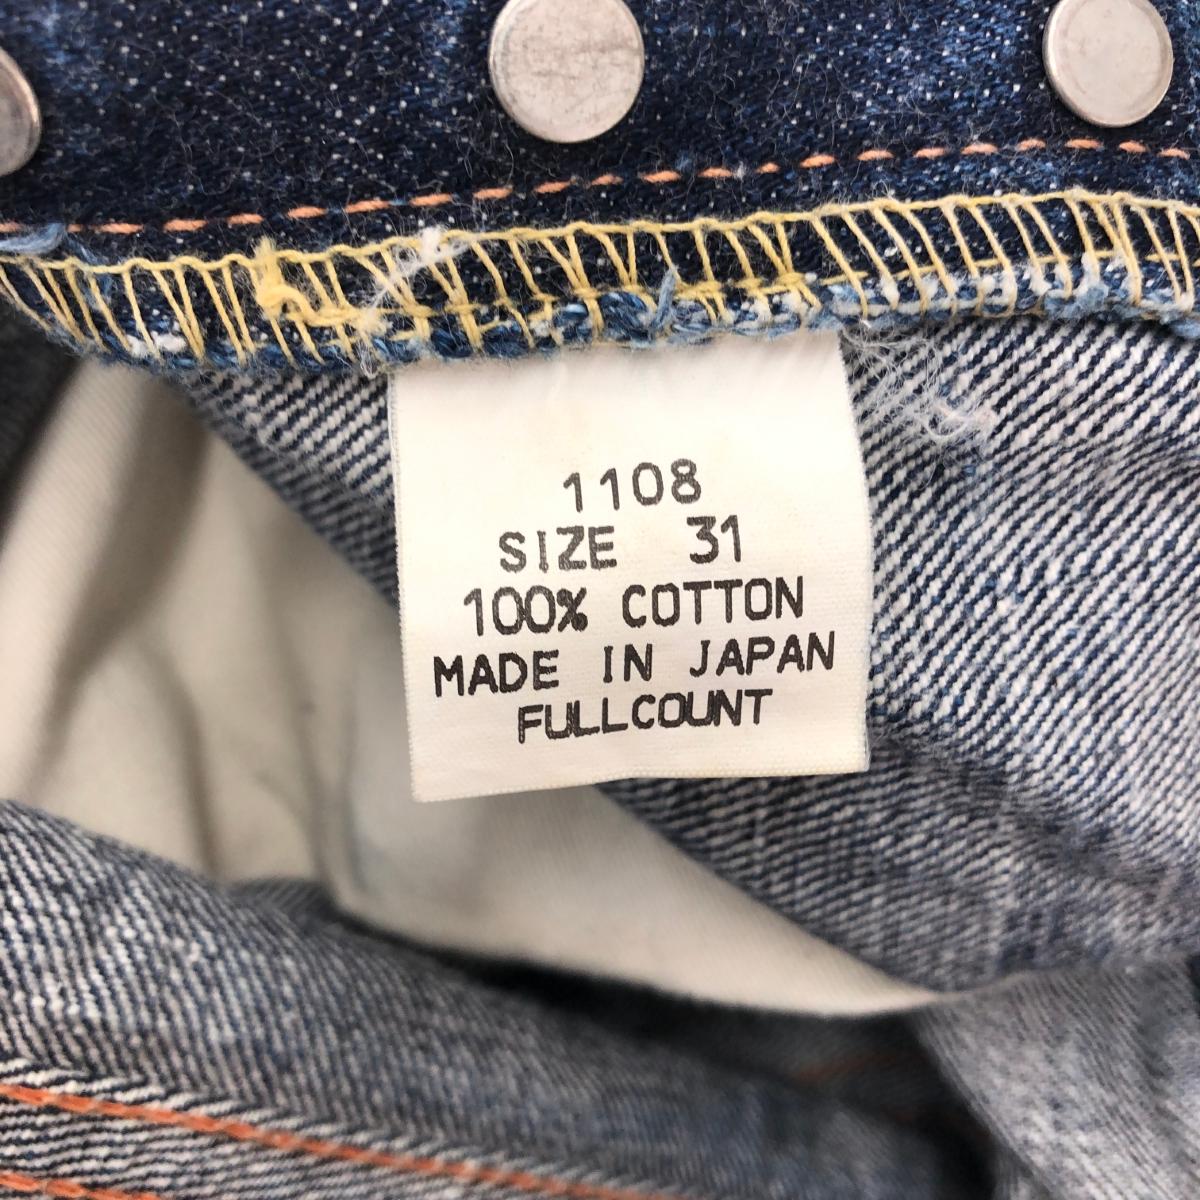 1108
SIZE 31
100% COTTON
MADE IN JAPAN
FULLCOUNT